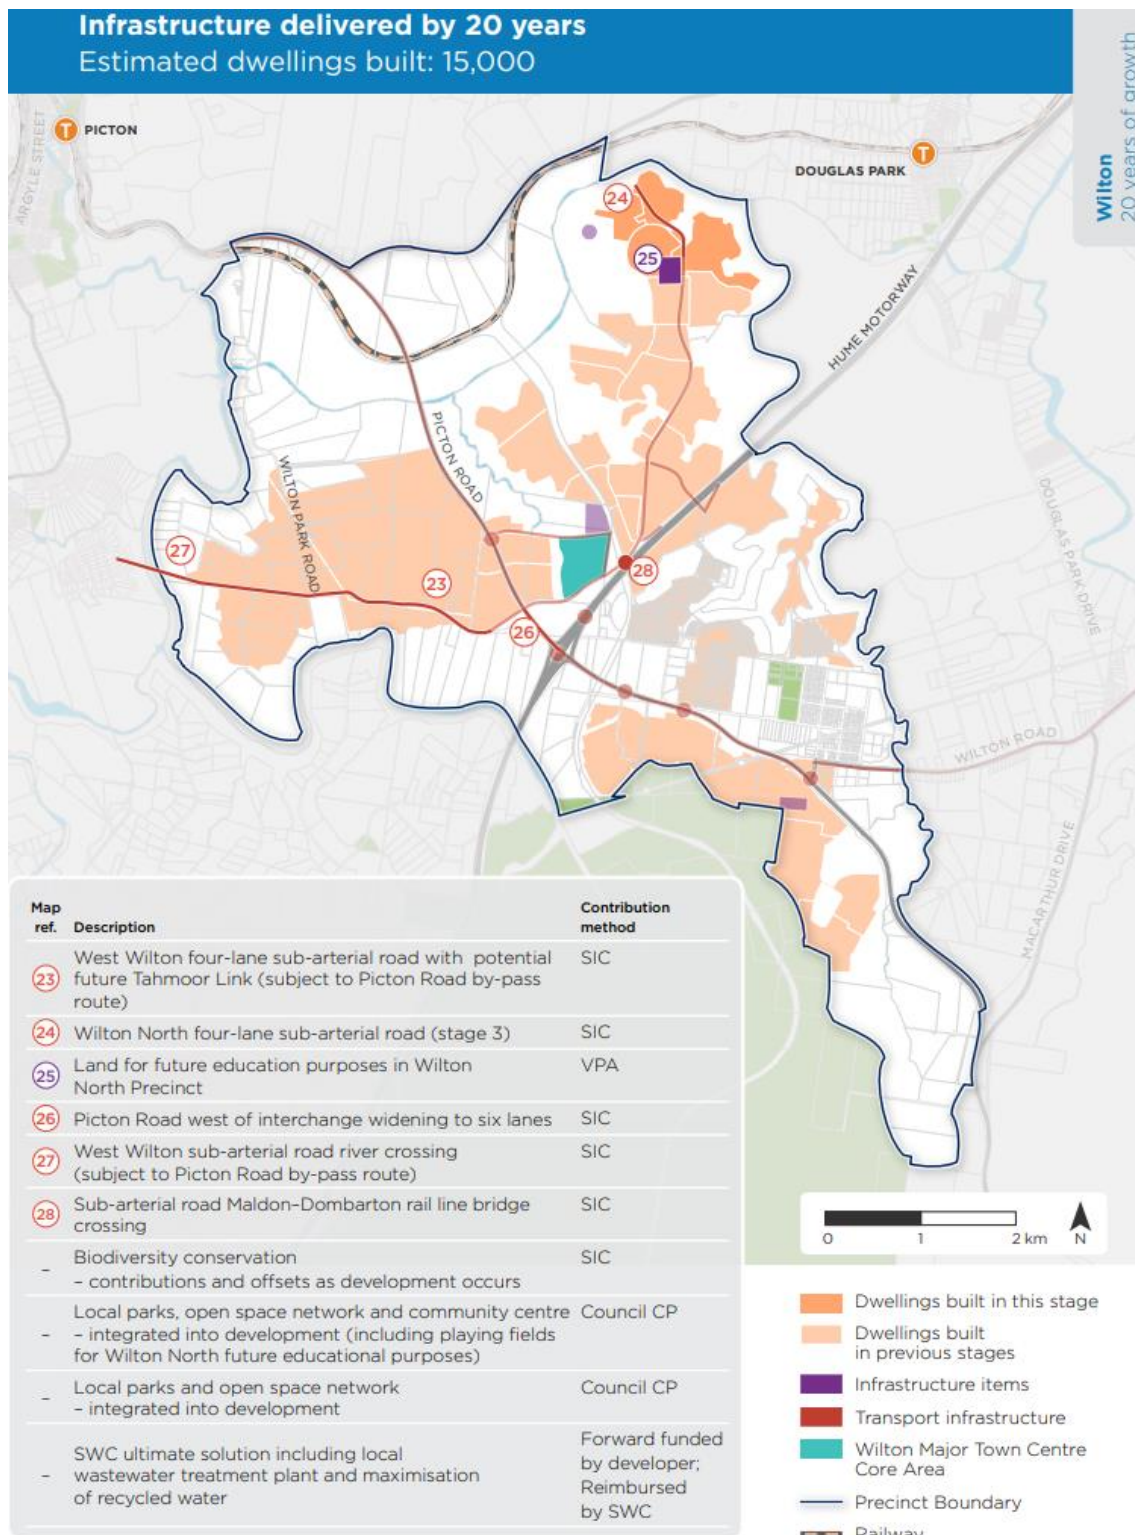 Infrastructure delivered by 20 years
Estimated dwellings built: 15,000
Wilton
20 years of growth
T PICTON
ARGYLE STREET
DOUGLAS PARK T
24
25
HUME MOTORWAY
PICTON ROAD
WILTON PARK ROAD
DOUGLAS PARK DRIVE
27
23
28
26
WILTON ROAD
MACARTHUR DRIVE
Map ref. Description Contribution method
23 West Wilton four-lane sub-arterial road with potential SIC
future Tahmoor Link (subject to Picton Road by-pass
route)
24 Wilton North four-lane sub-arterial road (stage 3) SIC
25 Land for future education purposes in Wilton VPA
North Precinct
26 Picton Road west of interchange widening to six lanes SIC
27 West Wilton sub-arterial road river crossing SIC
(subject to Picton Road by-pass route)
28 Sub-arterial road Maldon–Dombarton rail line bridge SIC
crossing
– Biodiversity conservation SIC
– contributions and offsets as development occurs
– Local parks, open space network and community centre Council CP
– integrated into development (including playing fields
for Wilton North future educational purposes)
– Local parks and open space network Council CP
– integrated into development
– SWC ultimate solution including local
wastewater treatment plant and maximisation
of recycled water
Forward funded
by developer;
Reimbursed
by SWC
0 1 2 km N
Dwellings built in this stage
Dwellings built
in previous stages
Infrastructure items
Transport infrastructure
Wilton Major Town Centre
Core Area
Precinct Boundary
Railway